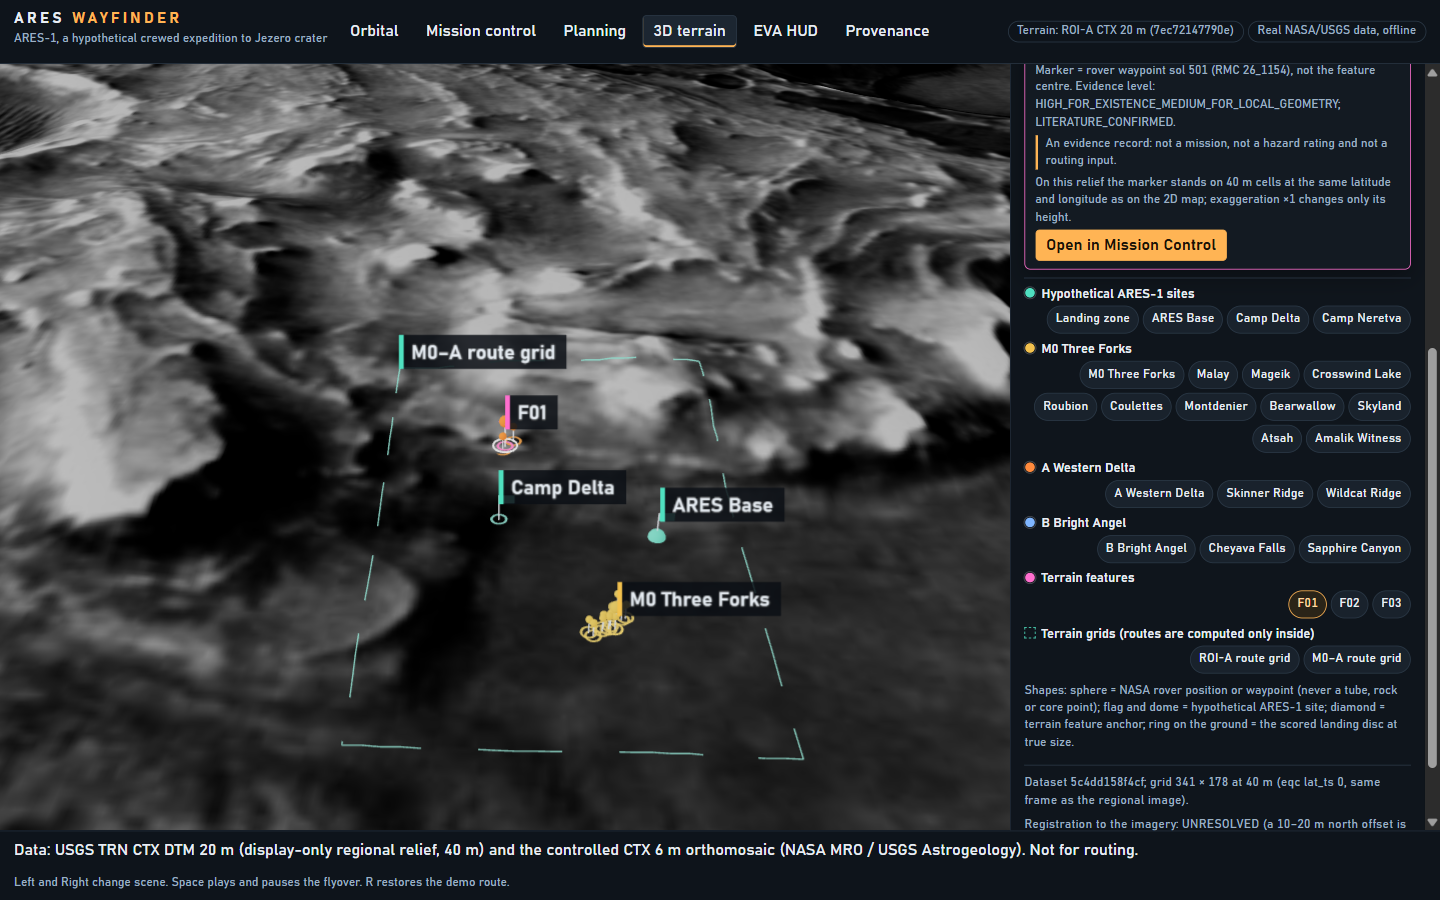 ARES WAYFINDER
ARES-1, a hypothetical crewed expedition to Jezero crater
Orbital
Mission control
Planning
3D terrain
EVA HUD
Provenance
Terrain: ROI-A CTX 20 m (7ec72147790e)
Real NASA/USGS data, offline
M0-A route grid
F01
Camp Delta
ARES Base
M0 Three Forks
Marker = rover waypoint sol 501 (RMC 26_1154), not the feature
centre. Evidence level:
HIGH_FOR_EXISTENCE_MEDIUM_FOR_LOCAL_GEOMETRY;
LITERATURE_CONFIRMED.
An evidence record: not a mission, not a hazard rating and not a
routing input.
On this relief the marker stands on 40 m cells at the same latitude
and longitude as on the 2D map; exaggeration ×1 changes only its
height.
Open in Mission Control
Hypothetical ARES-1 sites
Landing zone ARES Base Camp Delta Camp Neretva
M0 Three Forks
M0 Three Forks Malay Mageik Crosswind Lake
Roubion Coulettes Montdenier Bearwallow Skyland
Atsah Amalik Witness
A Western Delta
A Western Delta Skinner Ridge Wildcat Ridge
B Bright Angel
B Bright Angel Cheyava Falls Sapphire Canyon
Terrain features
F01 F02 F03
Terrain grids (routes are computed only inside)
ROI-A route grid M0-A route grid
Shapes: sphere = NASA rover position or waypoint (never a tube, rock
or core point); flag and dome = hypothetical ARES-1 site; diamond =
terrain feature anchor; ring on the ground = the scored landing disc at
true size.
Dataset 5c4dd158f4cf; grid 341 × 178 at 40 m (eqc lat_ts 0, same
frame as the regional image).
Registration to the imagery: UNRESOLVED (a 10–20 m north offset is
Data: USGS TRN CTX DTM 20 m (display-only regional relief, 40 m) and the controlled CTX 6 m orthomosaic (NASA MRO / USGS Astrogeology). Not for routing.
Left and Right change scene. Space plays and pauses the flyover. R restores the demo route.